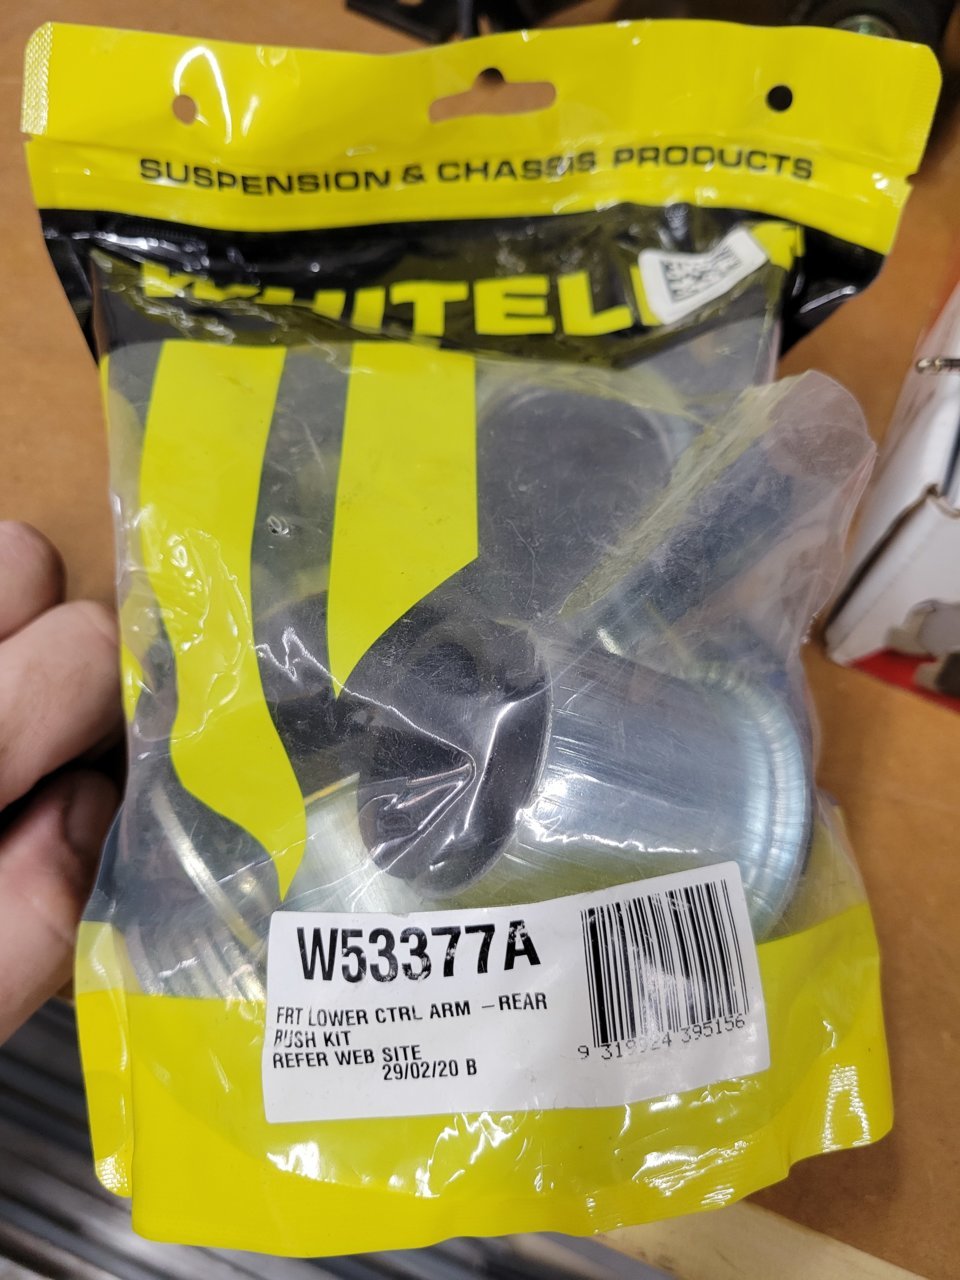 SUSPENSION & CHASSIS PRODUCTS
WHITEL
W53377A
FRT LOWER CTRL ARM – REAR
BUSH KIT
REFER WEB SITE
29/02/20 B
9 319924 395156